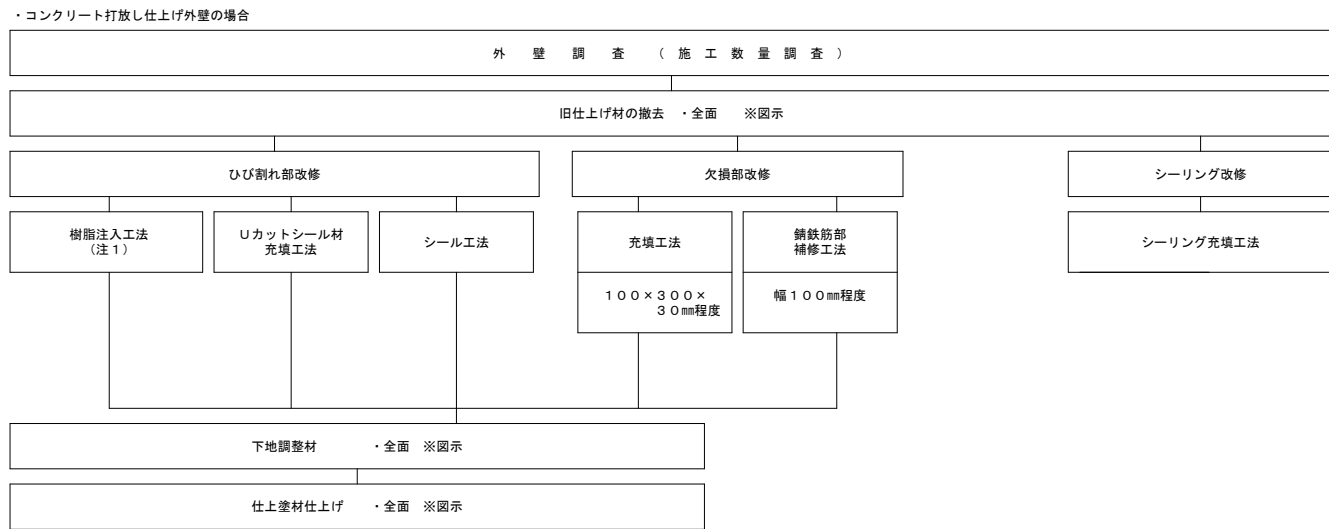 ・コンクリート打放し仕上げ外壁の場合
外　壁　調　査　（　施　工　数　量　調　査　）
旧仕上げ材の撤去　・全面　　※図示
ひび割れ部改修
欠損部改修
シーリング改修
樹脂注入工法
（注１）
Ｕカットシール材
充填工法
シール工法
充填工法
錆鉄筋部
補修工法
シーリング充填工法
１００×３００×
３０㎜程度
幅１００㎜程度
下地調整材　　　　・全面　※図示
仕上塗材仕上げ　　・全面　※図示